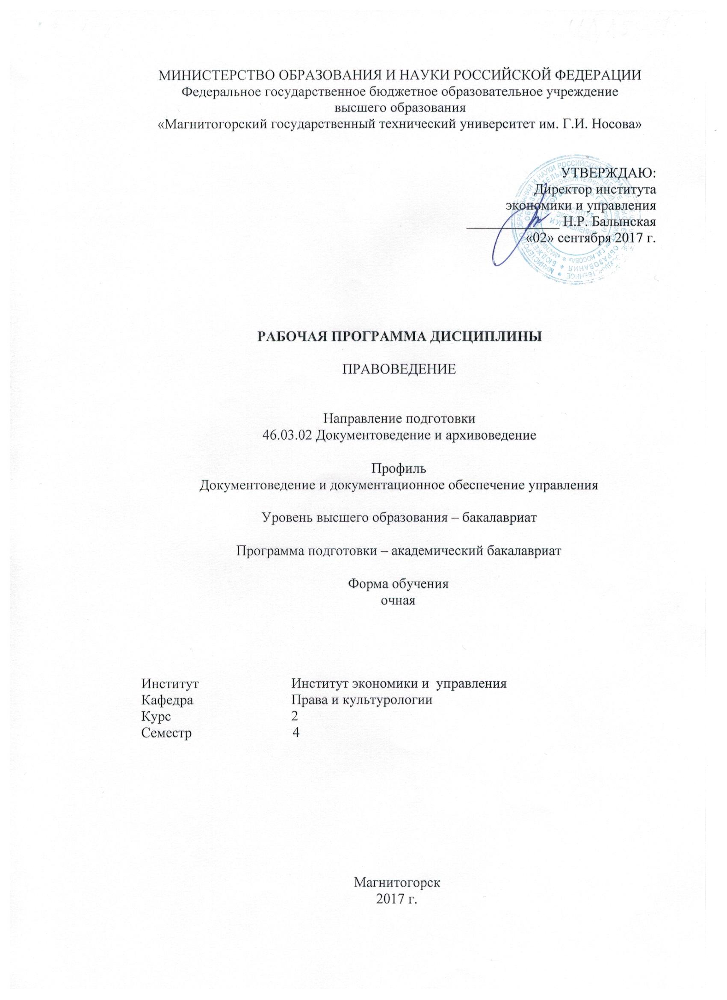 МИНИСТЕРСТВО ОБРАЗОВАНИЯ И НАУКИ РОССИЙСКОЙ ФЕДЕРАЦИИ
Федеральное государственное бюджетное образовательное учреждение
высшего образования
«Магнитогорский государственный технический университет им. Г.И. Носова»
УТВЕРЖДАЮ:
Директор института
экономики и управления
Н.Р. Балынская
«02» сентября 2017 г.
РАБОЧАЯ ПРОГРАММА ДИСЦИПЛИНЫ
ПРАВОВЕДЕНИЕ
Направление подготовки
46.03.02 Документоведение и архивоведение
Профиль
Документоведение и документационное обеспечение управления
Уровень высшего образования – бакалавриат
Программа подготовки – академический бакалавриат
Форма обучения
очная
Институт Институт экономики и управления
Кафедра Права и культурологии
Курс 2
Семестр 4
Магнитогорск
2017 г.